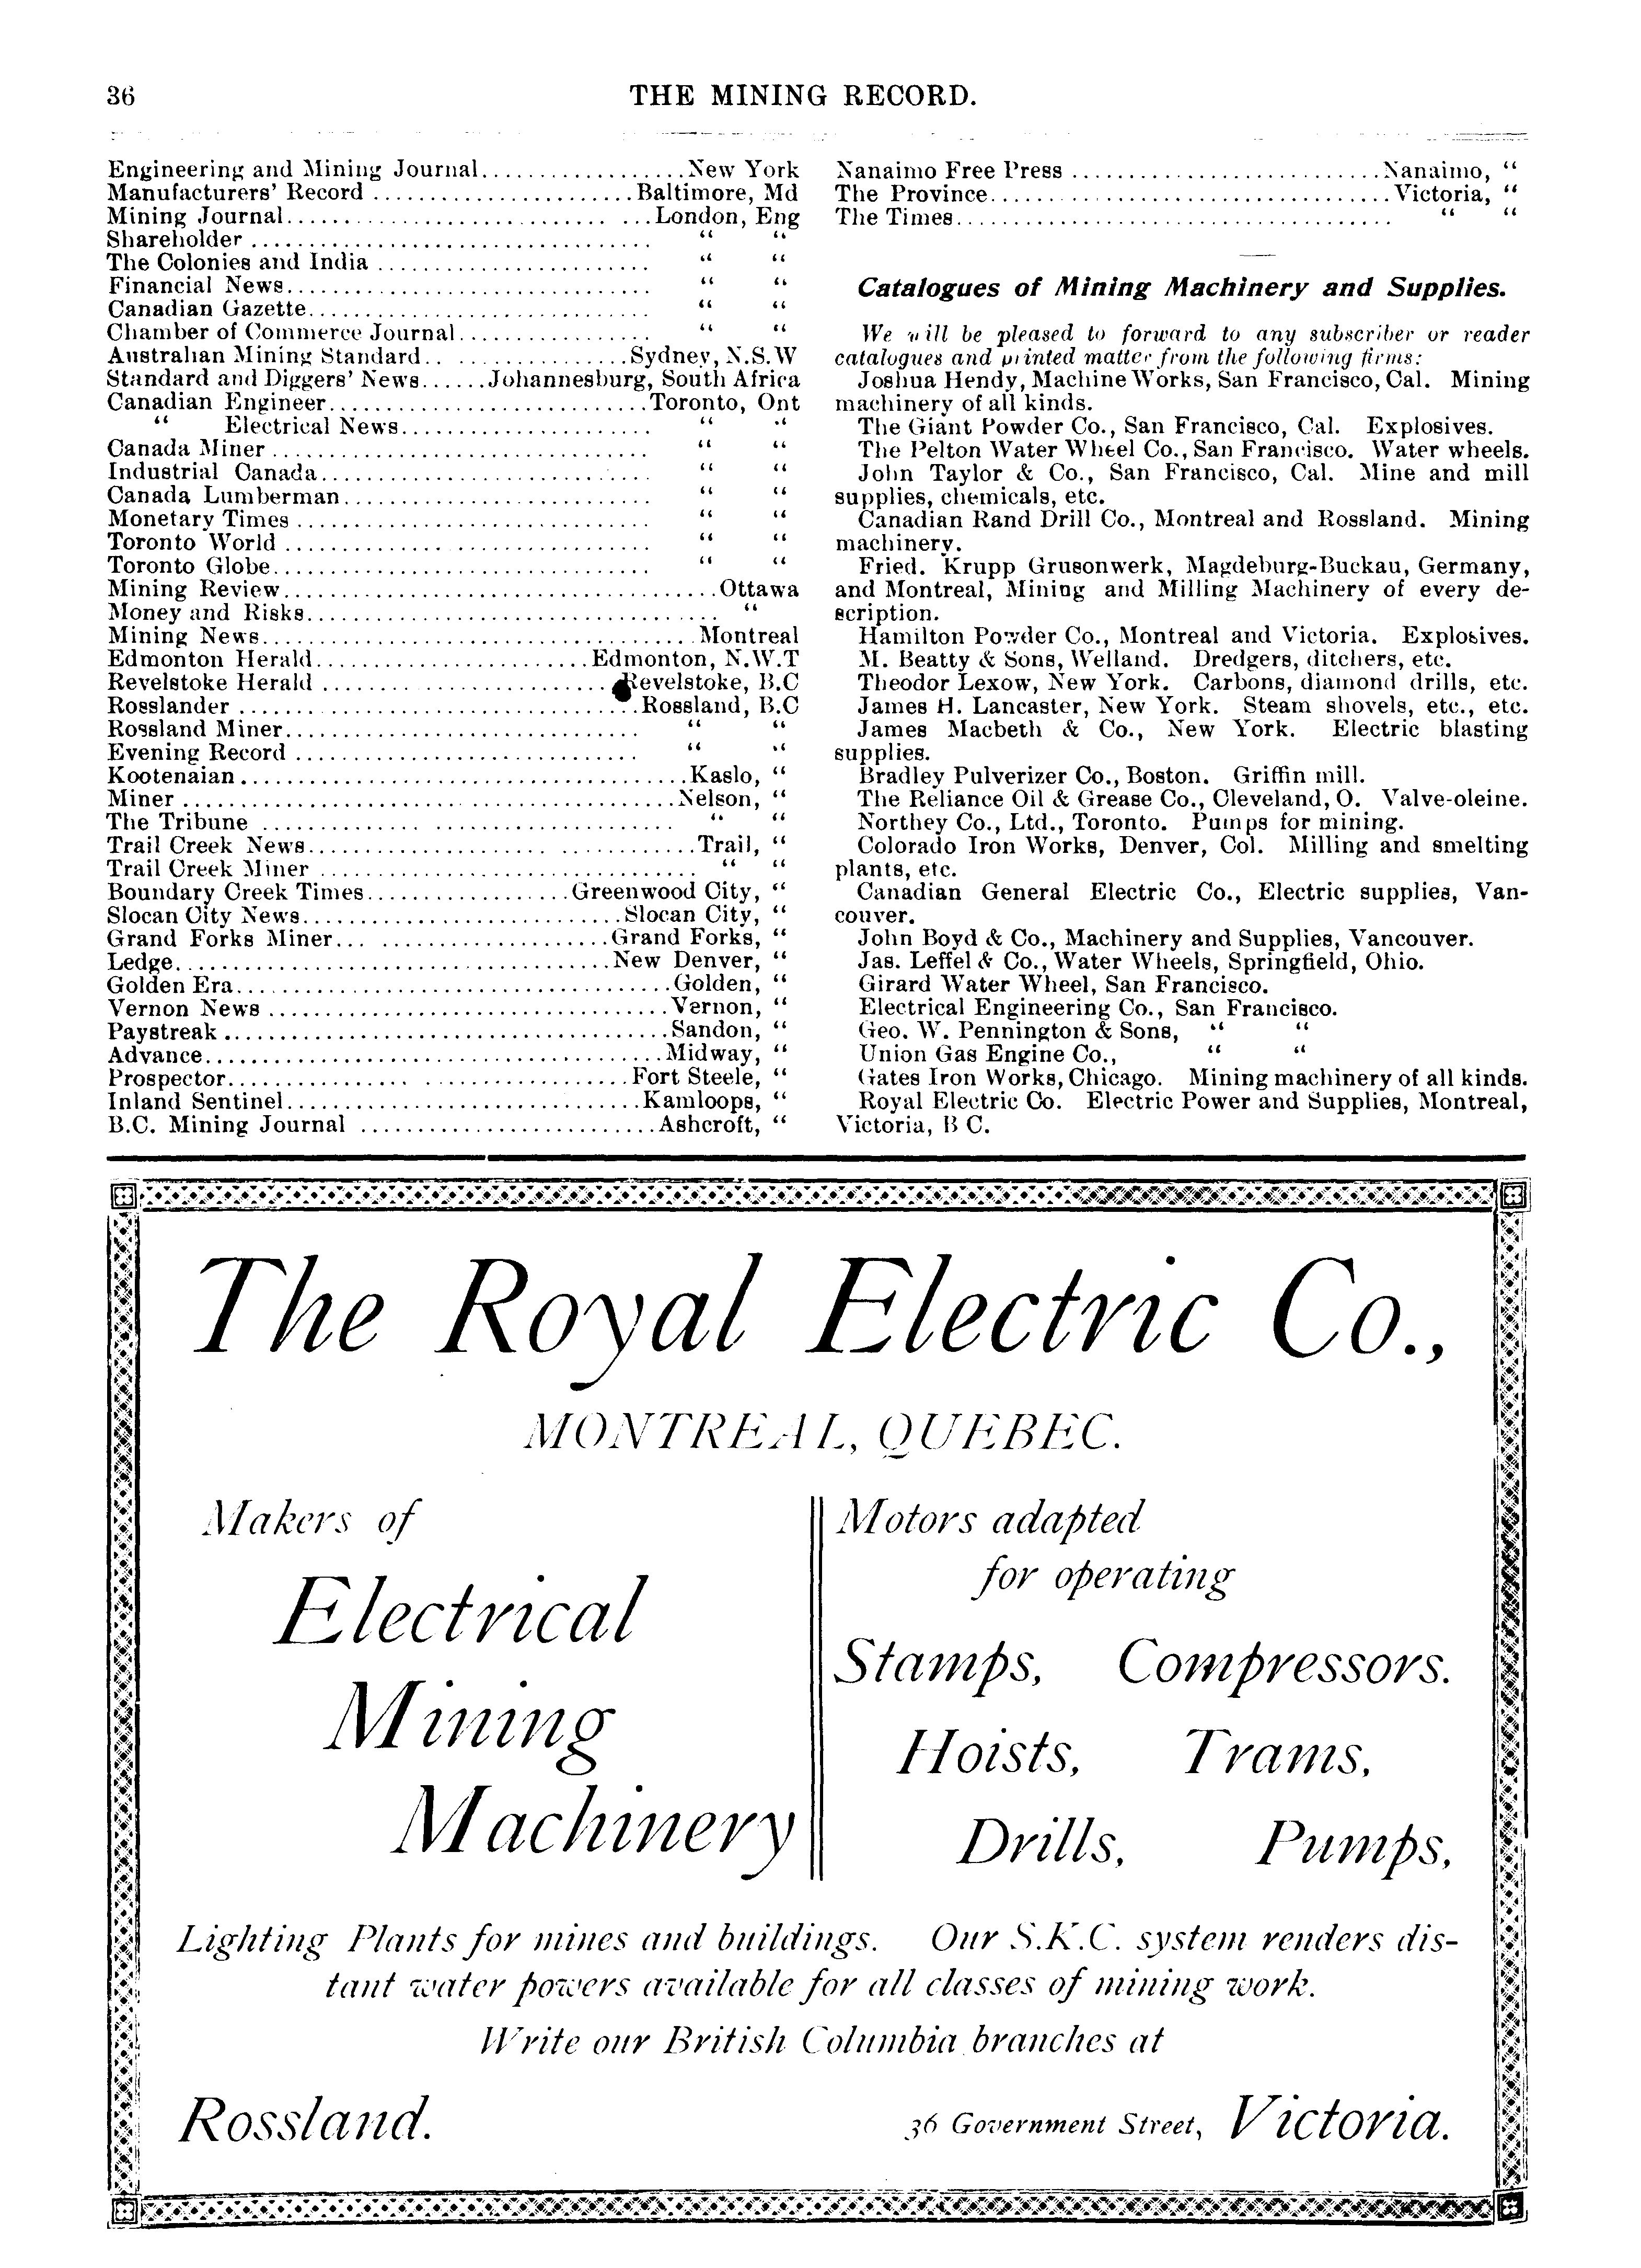 36
THE MINING RECORD.
Engineering and Mining Journal..................New York
Manufacturers' Record.......................Baltimore, Md
Mining Journal................................London, Eng
Shareholder................................... " "
The Colonies and India........................ " "
Financial News................................ " "
Canadian Gazette.............................. " "
Chamber of Commerce Journal................. " "
Australian Mining Standard..................Sydney, N.S.W
Standard and Diggers' News......Johannesburg, South Africa
Canadian Engineer............................Toronto, Ont
" Electrical News...................... " "
Canada Miner................................. " "
Industrial Canada............................. " "
Canada Lumberman........................... " "
Monetary Times............................... " "
Toronto World................................ " "
Toronto Globe................................. " "
Mining Review......................................Ottawa
Money and Risks.................................... "
Mining News......................................Montreal
Edmonton Herald........................Edmonton, N.W.T
Revelstoke Herald.........................Revelstoke, B.C
Rosslander...................................Rossland, B.C
Rossland Miner............................... " "
Evening Record.............................. " "
Kootenaian.......................................Kaslo, "
Miner...........................................Nelson, "
The Tribune.................................... " "
Trail Creek News..................................Trail, "
Trail Creek Miner................................. " "
Boundary Creek Times..................Greenwood City, "
Slocan City News............................Slocan City, "
Grand Forks Miner........................Grand Forks, "
Ledge......................................New Denver, "
Golden Era......................................Golden, "
Vernon News...................................Vernon, "
Paystreak.......................................Sandon, "
Advance........................................Midway, "
Prospector..................................Fort Steele, "
Inland Sentinel...............................Kamloops, "
B.C. Mining Journal..........................Ashcroft, "
Nanaimo Free Press...........................Nanaimo, "
The Province...................................Victoria, "
The Times...................................... " "
Catalogues of Mining Machinery and Supplies.
We will be pleased to forward to any subscriber or reader
catalogues and printed matter from the following firms:
Joshua Hendy, Machine Works, San Francisco, Cal. Mining
machinery of all kinds.
The Giant Powder Co., San Francisco, Cal. Explosives.
The Pelton Water Wheel Co., San Francisco. Water wheels.
John Taylor & Co., San Francisco, Cal. Mine and mill
supplies, chemicals, etc.
Canadian Rand Drill Co., Montreal and Rossland. Mining
machinery.
Fried. Krupp Grusonwerk, Magdeburg-Buckau, Germany,
and Montreal, Mining and Milling Machinery of every de-
scription.
Hamilton Powder Co., Montreal and Victoria. Explosives.
M. Beatty & Sons, Welland. Dredgers, ditchers, etc.
Theodor Lexow, New York. Carbons, diamond drills, etc.
James H. Lancaster, New York. Steam shovels, etc., etc.
James Macbeth & Co., New York. Electric blasting
supplies.
Bradley Pulverizer Co., Boston. Griffin mill.
The Reliance Oil & Grease Co., Cleveland, O. Valve-oleine.
Northey Co., Ltd., Toronto. Pumps for mining.
Colorado Iron Works, Denver, Col. Milling and smelting
plants, etc.
Canadian General Electric Co., Electric supplies, Van-
couver.
John Boyd & Co., Machinery and Supplies, Vancouver.
Jas. Leffel & Co., Water Wheels, Springfield, Ohio.
Girard Water Wheel, San Francisco.
Electrical Engineering Co., San Francisco.
Geo. W. Pennington & Sons, " "
Union Gas Engine Co., " "
Gates Iron Works, Chicago. Mining machinery of all kinds.
Royal Electric Co. Electric Power and Supplies, Montreal,
Victoria, B C.
The Royal Electric Co.,
MONTREAL, QUEBEC.
Makers of
Electrical
Mining
Machinery
Motors adapted
for operating
Stamps, Compressors.
Hoists, Trams,
Drills, Pumps,
Lighting Plants for mines and buildings. Our S.K.C. system renders dis-
tant water powers available for all classes of mining work.
Write our British Columbia branches at
Rossland. 36 Government Street, Victoria.